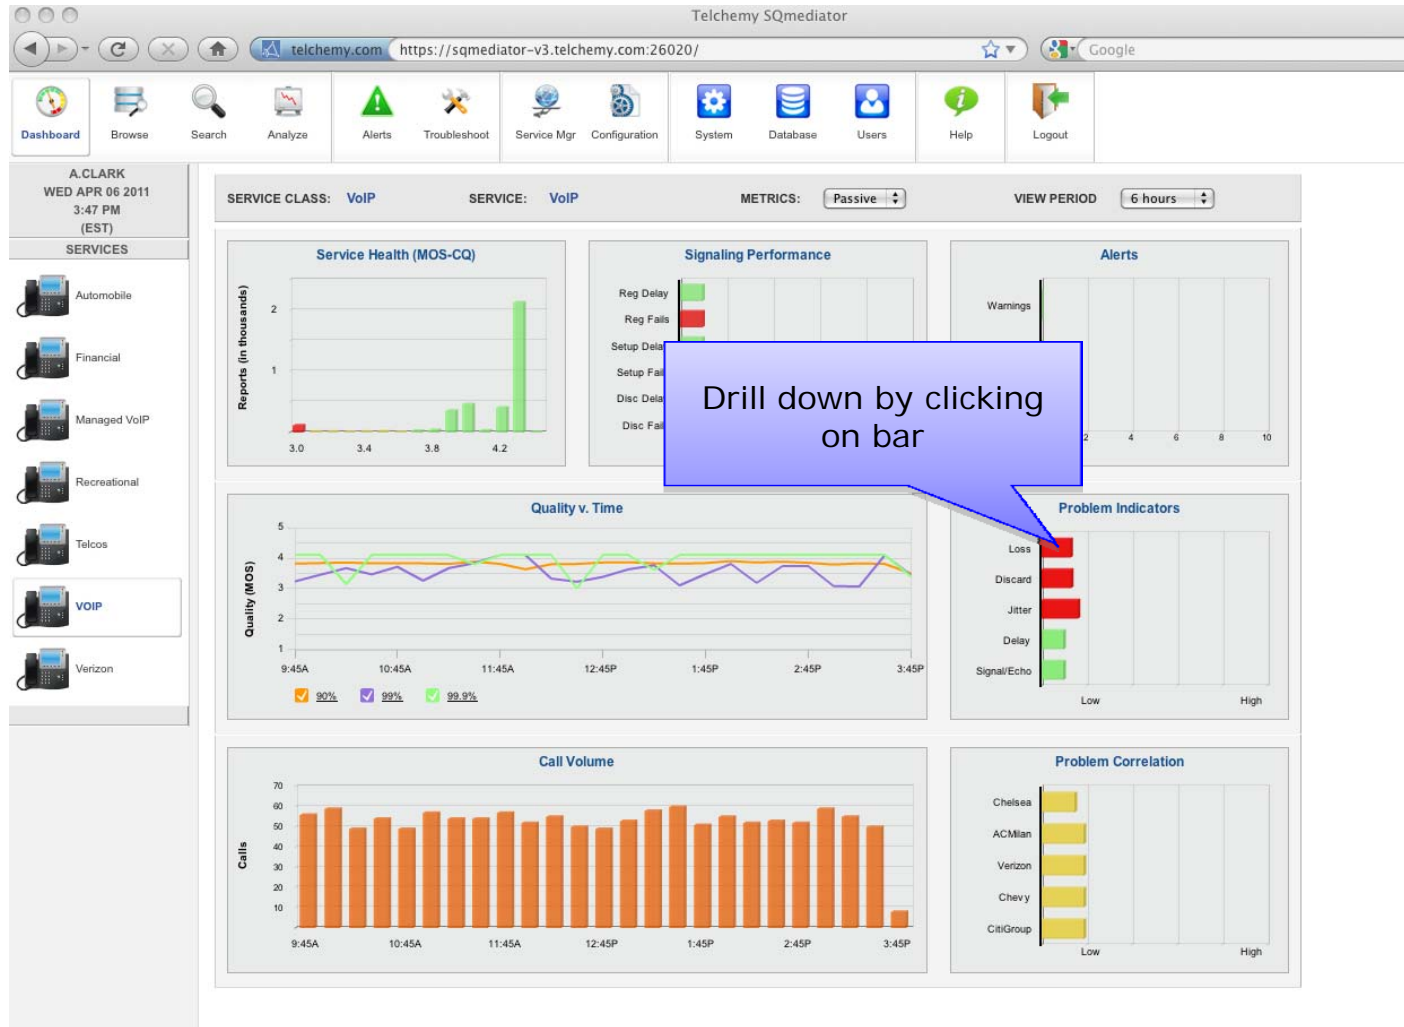 Telchemy SQmediator
telchemy.com https://sqmediator-v3.telchemy.com:26020/
Google
Dashboard Browse Search Analyze Alerts Troubleshoot Service Mgr Configuration System Database Users Help Logout
A.CLARK
WED APR 06 2011
3:47 PM
(EST)
SERVICES
Automobile
Financial
Managed VoIP
Recreational
Telcos
VOIP
Verizon
SERVICE CLASS: VoIP SERVICE: VoIP METRICS: Passive VIEW PERIOD 6 hours
Service Health (MOS-CQ)
Reports (in thousands)
2
1
3.0 3.4 3.8 4.2
Signaling Performance
Reg Delay
Reg Fails
Setup Dela
Setup Fail
Disc Dela
Disc Fail
Alerts
Warnings
2 4 6 8 10
Drill down by clicking
on bar
Quality v. Time
Quality (MOS)
5
4
3
2
1
9:45A 10:45A 11:45A 12:45P 1:45P 2:45P 3:45P
90% 99% 99.9%
Problem Indicators
Loss
Discard
Jitter
Delay
Signal/Echo
Low High
Call Volume
Calls
70
60
50
40
30
20
10
9:45A 10:45A 11:45A 12:45P 1:45P 2:45P 3:45P
Problem Correlation
Chelsea
ACMilan
Verizon
Chevy
CitiGroup
Low High